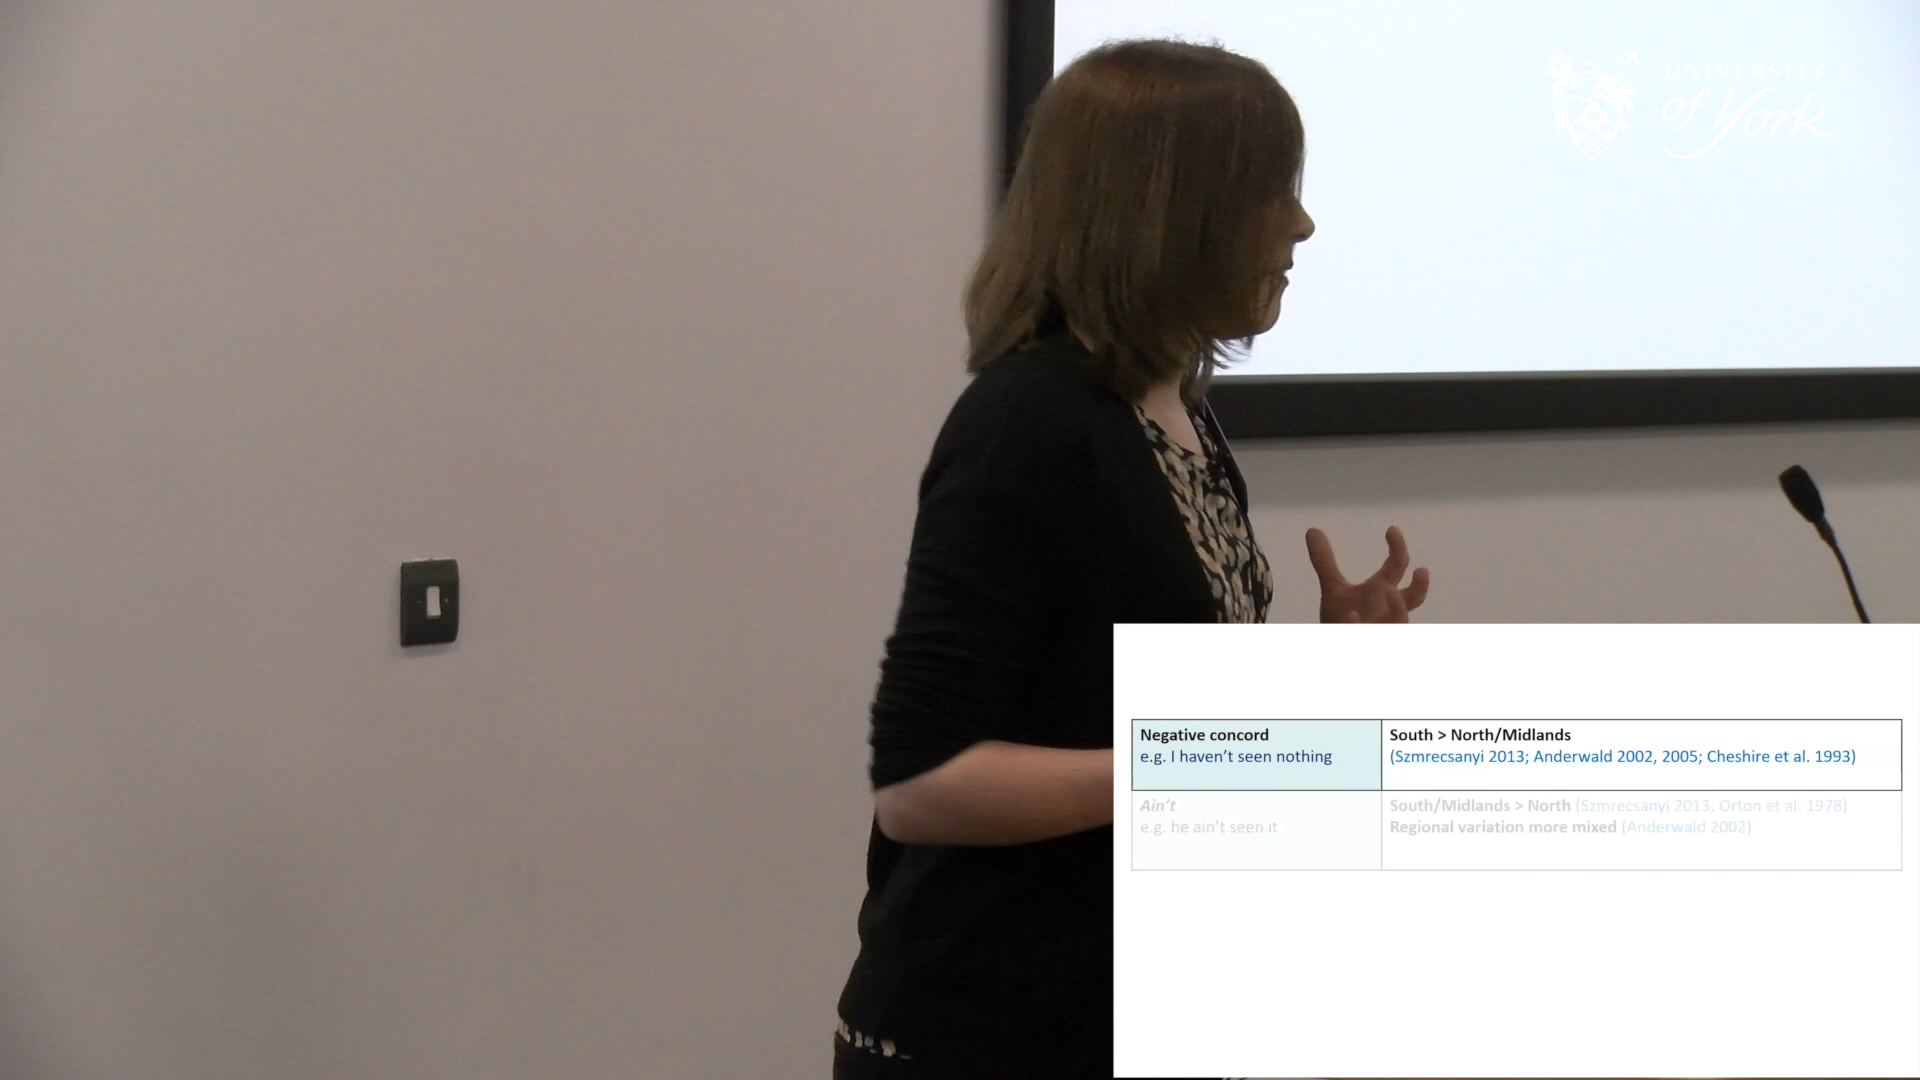 UNIVERSITY
of York
Negative concord
e.g. I haven't seen nothing
South > North/Midlands
(Szmrecsanyi 2013; Anderwald 2002, 2005; Cheshire et al. 1993)
Ain't
e.g. he ain't seen it
South/Midlands > North (Szmrecsanyi 2013, Orton et al. 1978)
Regional variation more mixed (Anderwald 2002)